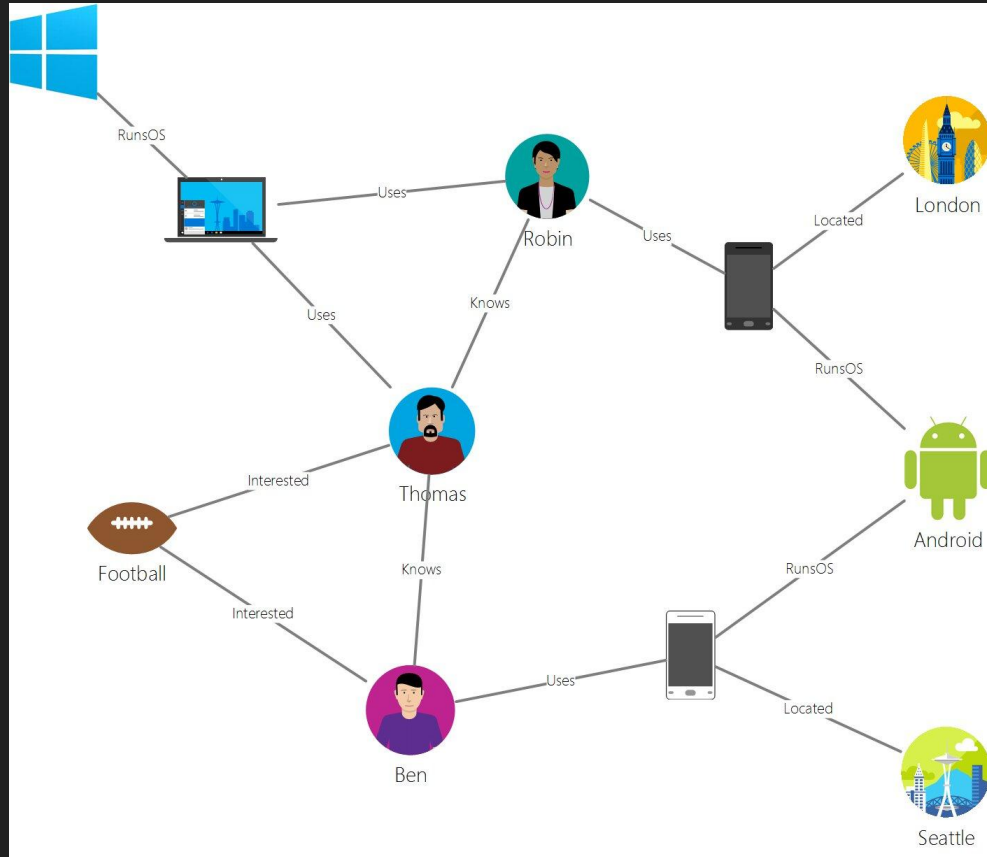 RunsOS
London
Uses
Located
Robin
Uses
Knows
Uses
RunsOS
Interested
Thomas
Android
Football
Knows
RunsOS
Interested
Uses
Located
Ben
Seattle